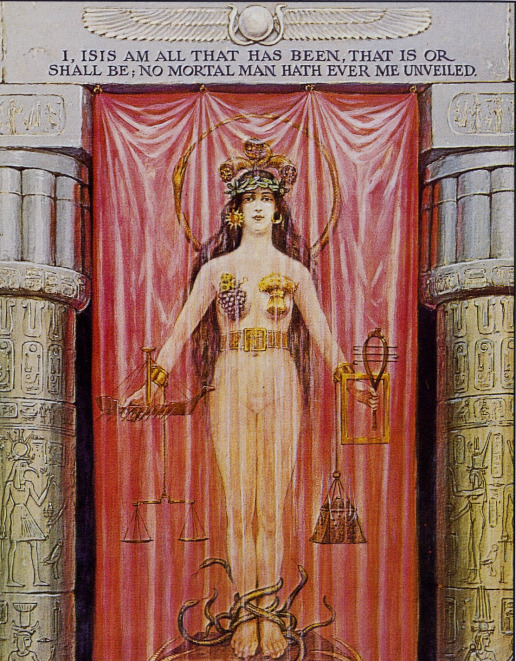 I, ISIS AM ALL THAT HAS BEEN, THAT IS OR
SHALL BE; NO MORTAL MAN HATH EVER ME UNVEILED.